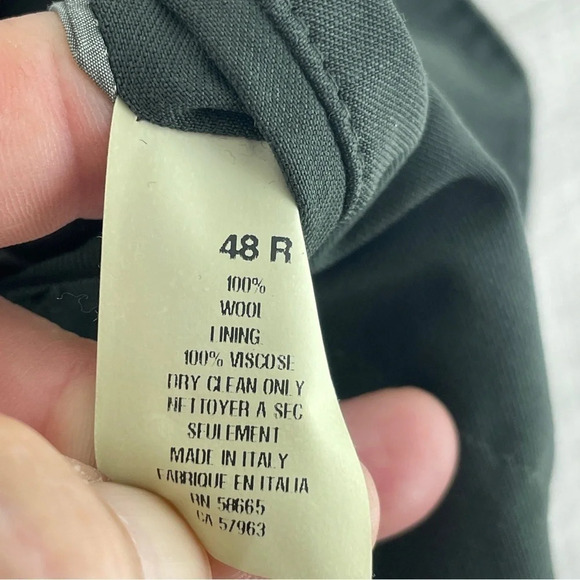 48 R
100%
WOOL
LINING
100% VISCOSE
DRY CLEAN ONLY
NETTOYER A SEC
SEULEMENT
MADE IN ITALY
FABRIQUE EN ITALIA
RN 58665
CA 57963